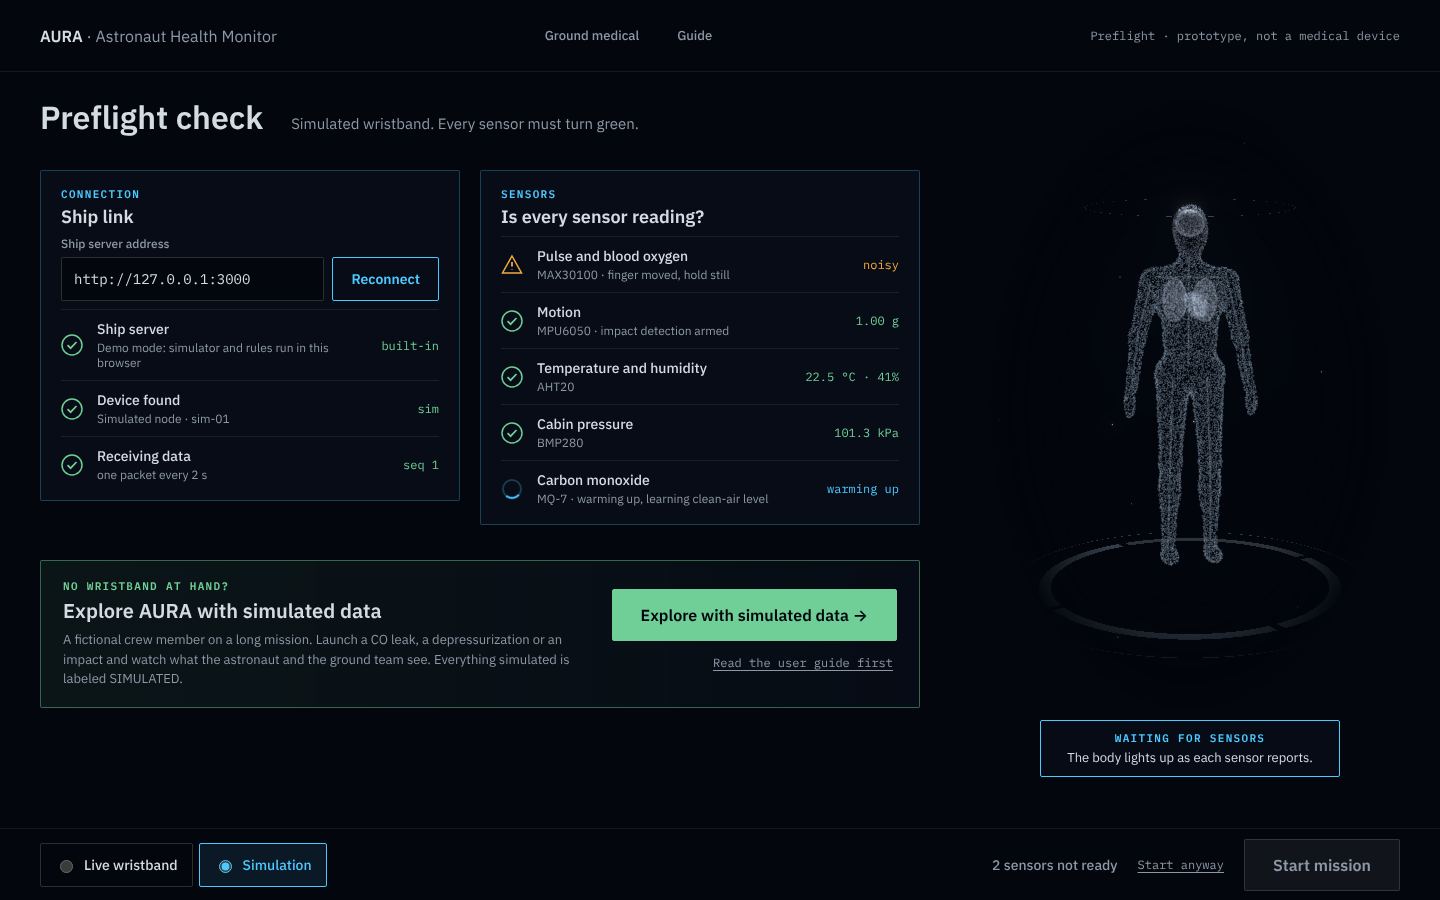 AURA · Astronaut Health Monitor
Ground medical
Guide
Preflight · prototype, not a medical device
Preflight check
Simulated wristband. Every sensor must turn green.
CONNECTION
Ship link
Ship server address
http://127.0.0.1:3000
Reconnect
Ship server
Demo mode: simulator and rules run in this
browser
built-in
Device found
Simulated node · sim-01
sim
Receiving data
one packet every 2 s
seq 1
SENSORS
Is every sensor reading?
Pulse and blood oxygen
MAX30100 · finger moved, hold still
noisy
Motion
MPU6050 · impact detection armed
1.00 g
Temperature and humidity
AHT20
22.5 °C · 41%
Cabin pressure
BMP280
101.3 kPa
Carbon monoxide
MQ-7 · warming up, learning clean-air level
warming up
NO WRISTBAND AT HAND?
Explore AURA with simulated data
A fictional crew member on a long mission. Launch a CO leak, a depressurization or an
impact and watch what the astronaut and the ground team see. Everything simulated is
labeled SIMULATED.
Explore with simulated data →
Read the user guide first
WAITING FOR SENSORS
The body lights up as each sensor reports.
Live wristband
Simulation
2 sensors not ready
Start anyway
Start mission